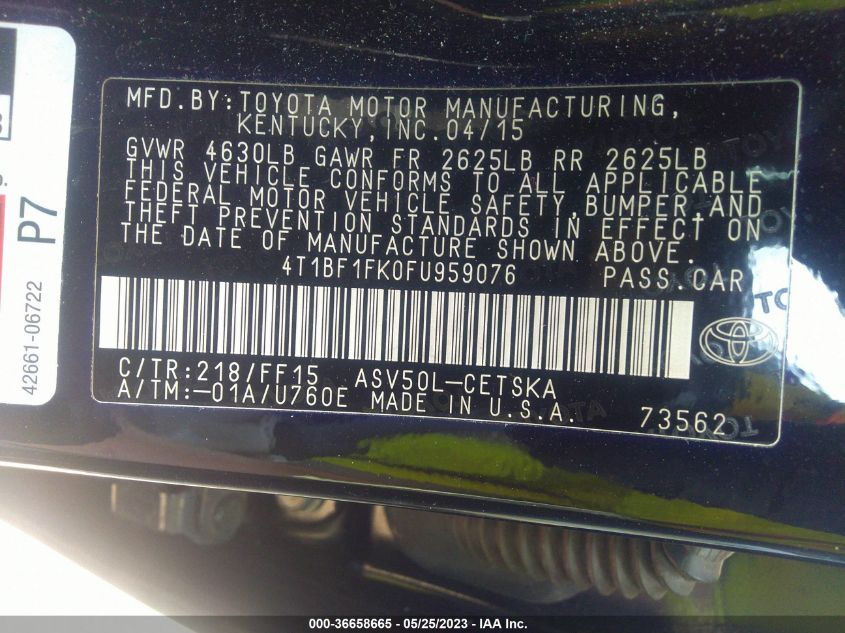 MFD.BY:TOYOTA MOTOR MANUFACTURING,
KENTUCKY,INC.04/15
GVWR 4630LB GAWR FR 2625LB RR 2625LB
THIS VEHICLE CONFORMS TO ALL APPLICABLE
FEDERAL MOTOR VEHICLE SAFETY,BUMPER,AND
THEFT PREVENTION STANDARDS IN EFFECT ON
THE DATE OF MANUFACTURE SHOWN ABOVE.
4T1BF1FK0FU959076 PASS.CAR
C/TR:218/FF15 ASV50L-CETSKA
A/TM:-01A/U760E MADE IN U.S.A. 73562
P7
42661-06722
000-36658665 / 05/25/2023 / IAA Inc.